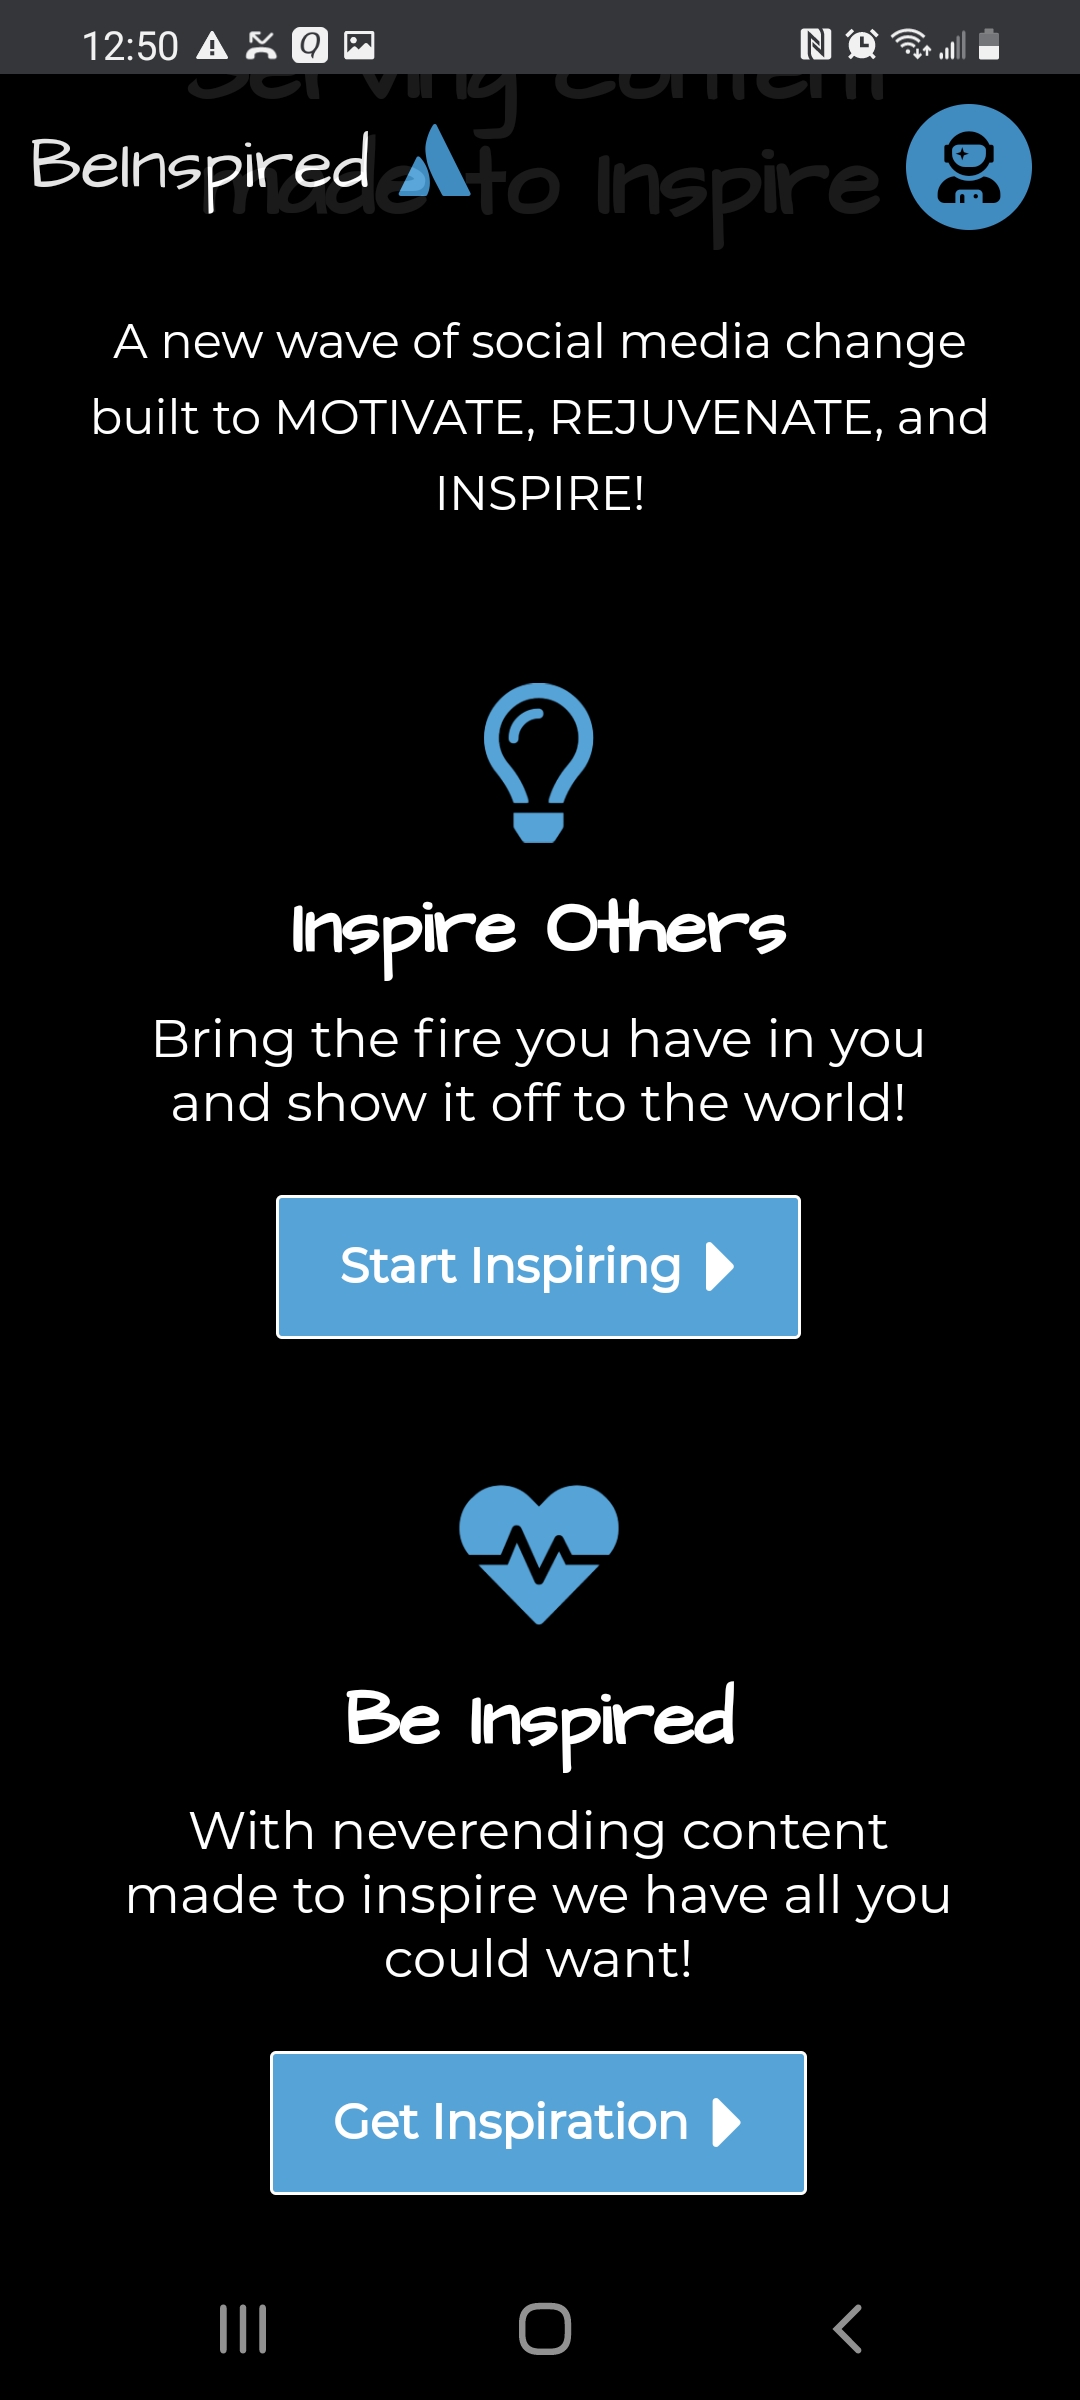 12:50
Serving Content
made to Inspire
BeInspired
A new wave of social media change
built to MOTIVATE, REJUVENATE, and
INSPIRE!
Inspire Others
Bring the fire you have in you
and show it off to the world!
Start Inspiring
Be Inspired
With neverending content
made to inspire we have all you
could want!
Get Inspiration